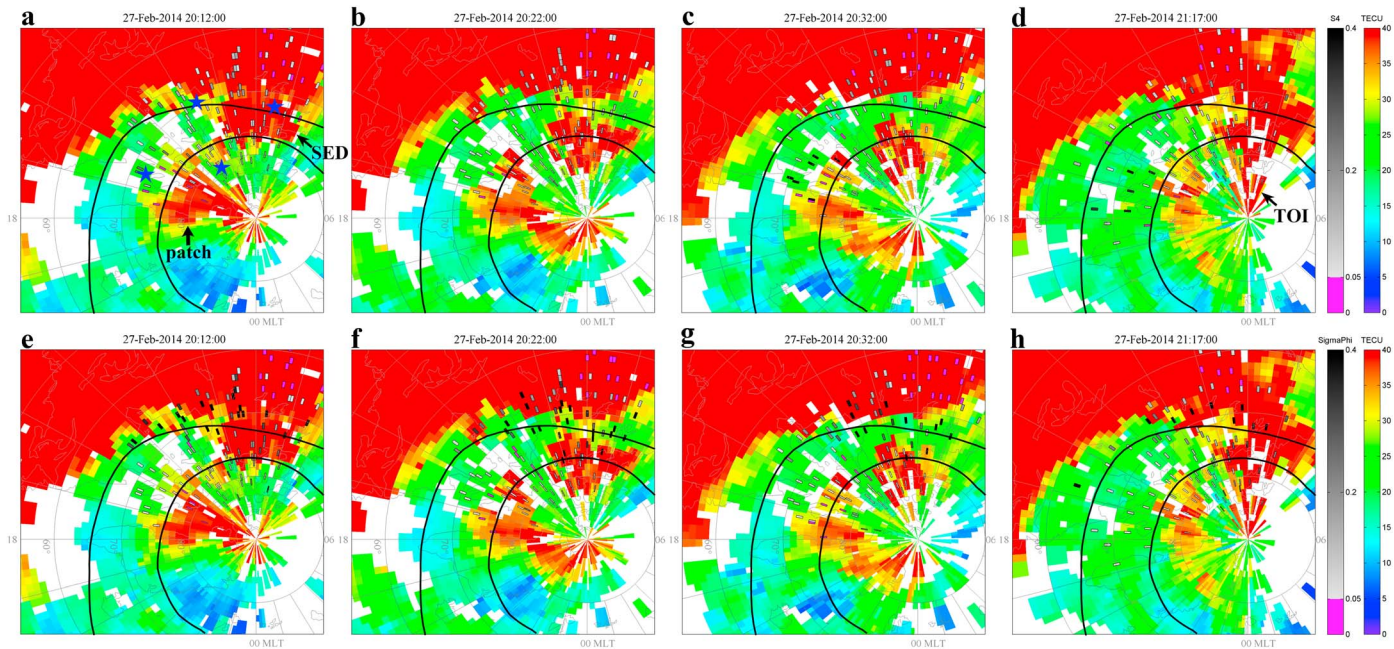 a 27-Feb-2014 20:12:00
b 27-Feb-2014 20:22:00
c 27-Feb-2014 20:32:00
d 27-Feb-2014 21:17:00
S4 TECU
0.4 40
35
30
25
0.2 20
15
10
0.05 5
0 0
SED
patch
TOI
18 06 18 06 18 06 18 06
60° 70°
00 MLT 00 MLT 00 MLT 00 MLT
e 27-Feb-2014 20:12:00
f 27-Feb-2014 20:22:00
g 27-Feb-2014 20:32:00
h 27-Feb-2014 21:17:00
SigmaPhi TECU
0.4 40
35
30
25
0.2 20
15
10
0.05 5
0 0
18 06 18 06 18 06 18 06
60° 70°
00 MLT 00 MLT 00 MLT 00 MLT